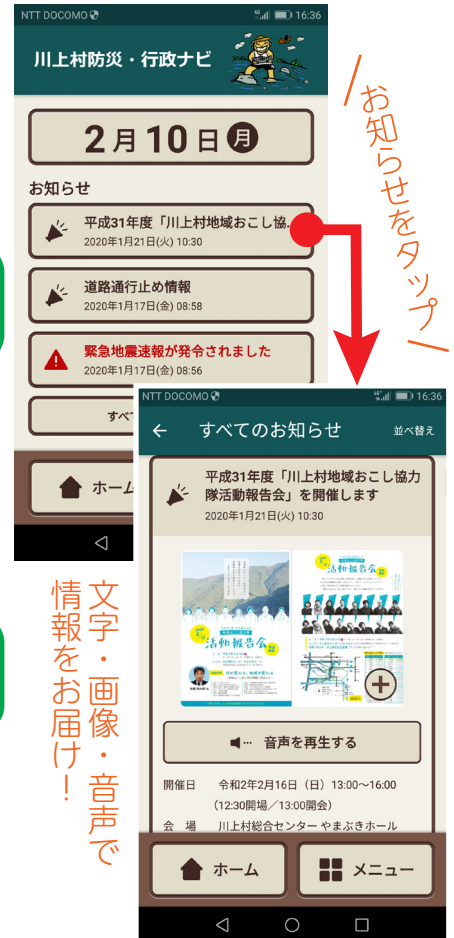 NTT DOCOMO 16:36
川上村防災・行政ナビ
2月10日 月
お知らせ
平成31年度「川上村地域おこし協..
2020年1月21日(火) 10:30
道路通行止め情報
2020年1月17日(金) 08:58
緊急地震速報が発令されました
2020年1月17日(金) 08:56
すべ
ホーム
お知らせをタップ
NTT DOCOMO 16:36
すべてのお知らせ
並べ替え
平成31年度「川上村地域おこし協力
隊活動報告会」を開催します
2020年1月21日(火) 10:30
活動報告会
活動報告会
音声を再生する
開催日 令和2年2月16日（日）13:00～16:00
（12:30開場／13:00開会）
会 場 川上村総合センター やまぶきホール
ホーム
メニュー
文字・画像・音声で
情報をお届け！